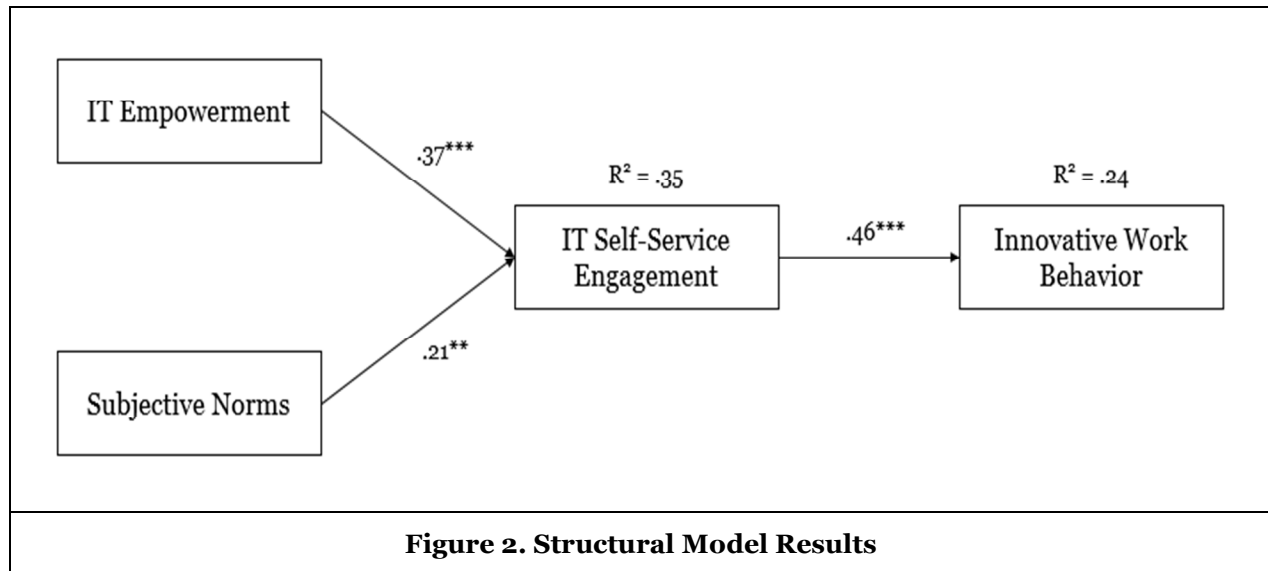 IT Empowerment
.37***
R² = .35
R² = .24
IT Self-Service
Engagement
.46***
Innovative Work
Behavior
.21**
Subjective Norms
Figure 2. Structural Model Results